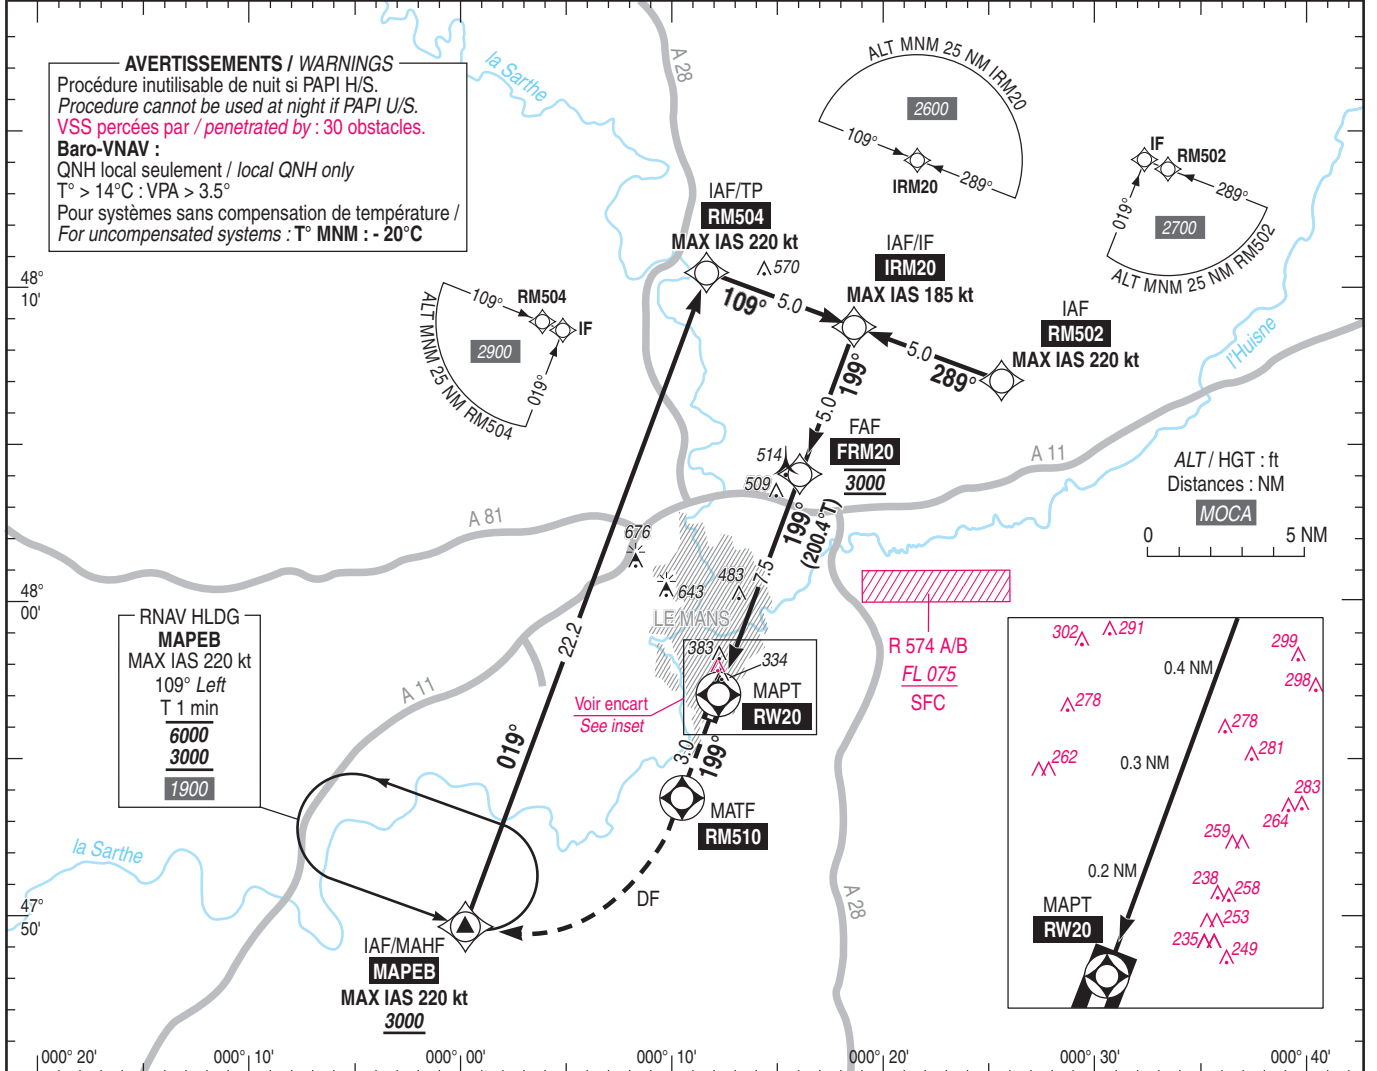 AVERTISSEMENTS / WARNINGS
Procédure inutilisable de nuit si PAPI H/S.
Procedure cannot be used at night if PAPI U/S.
VSS percées par / penetrated by : 30 obstacles.
Baro-VNAV :
QNH local seulement / local QNH only
T° > 14°C : VPA > 3.5°
Pour systèmes sans compensation de température /
For uncompensated systems : T° MNM : - 20°C
la Sarthe
A 28
ALT MNM 25 NM IRM20
2600
109°
289°
IRM20
IF
RM502
289°
019°
2700
ALT MNM 25 NM RM502
IAF/TP
RM504
MAX IAS 220 kt
570
109°
5.0
IAF/IF
IRM20
MAX IAS 185 kt
IAF
RM502
MAX IAS 220 kt
5.0
289°
l'Huisne
48°
10'
109°
RM504
IF
2900
019°
ALT MNM 25 NM RM504
199°
5.0
FAF
FRM20
3000
514
509
A 11
ALT / HGT : ft
Distances : NM
MOCA
0
5 NM
A 81
676
199°
(200.4°T)
7.5
643
483
LE MANS
48°
00'
R 574 A/B
FL 075
SFC
RNAV HLDG
MAPEB
MAX IAS 220 kt
109° Left
T 1 min
6000
3000
1900
22.2
019°
A 11
383
334
MAPT
RW20
Voir encart
See inset
3.0
199°
MATF
RM510
la Sarthe
DF
A 28
47°
50'
IAF/MAHF
MAPEB
MAX IAS 220 kt
3000
302
291
0.4 NM
299
298
278
278
281
0.3 NM
262
283
264
259
0.2 NM
238
258
253
235
249
MAPT
RW20
000° 20'
000° 10'
000° 00'
000° 10'
000° 20'
000° 30'
000° 40'